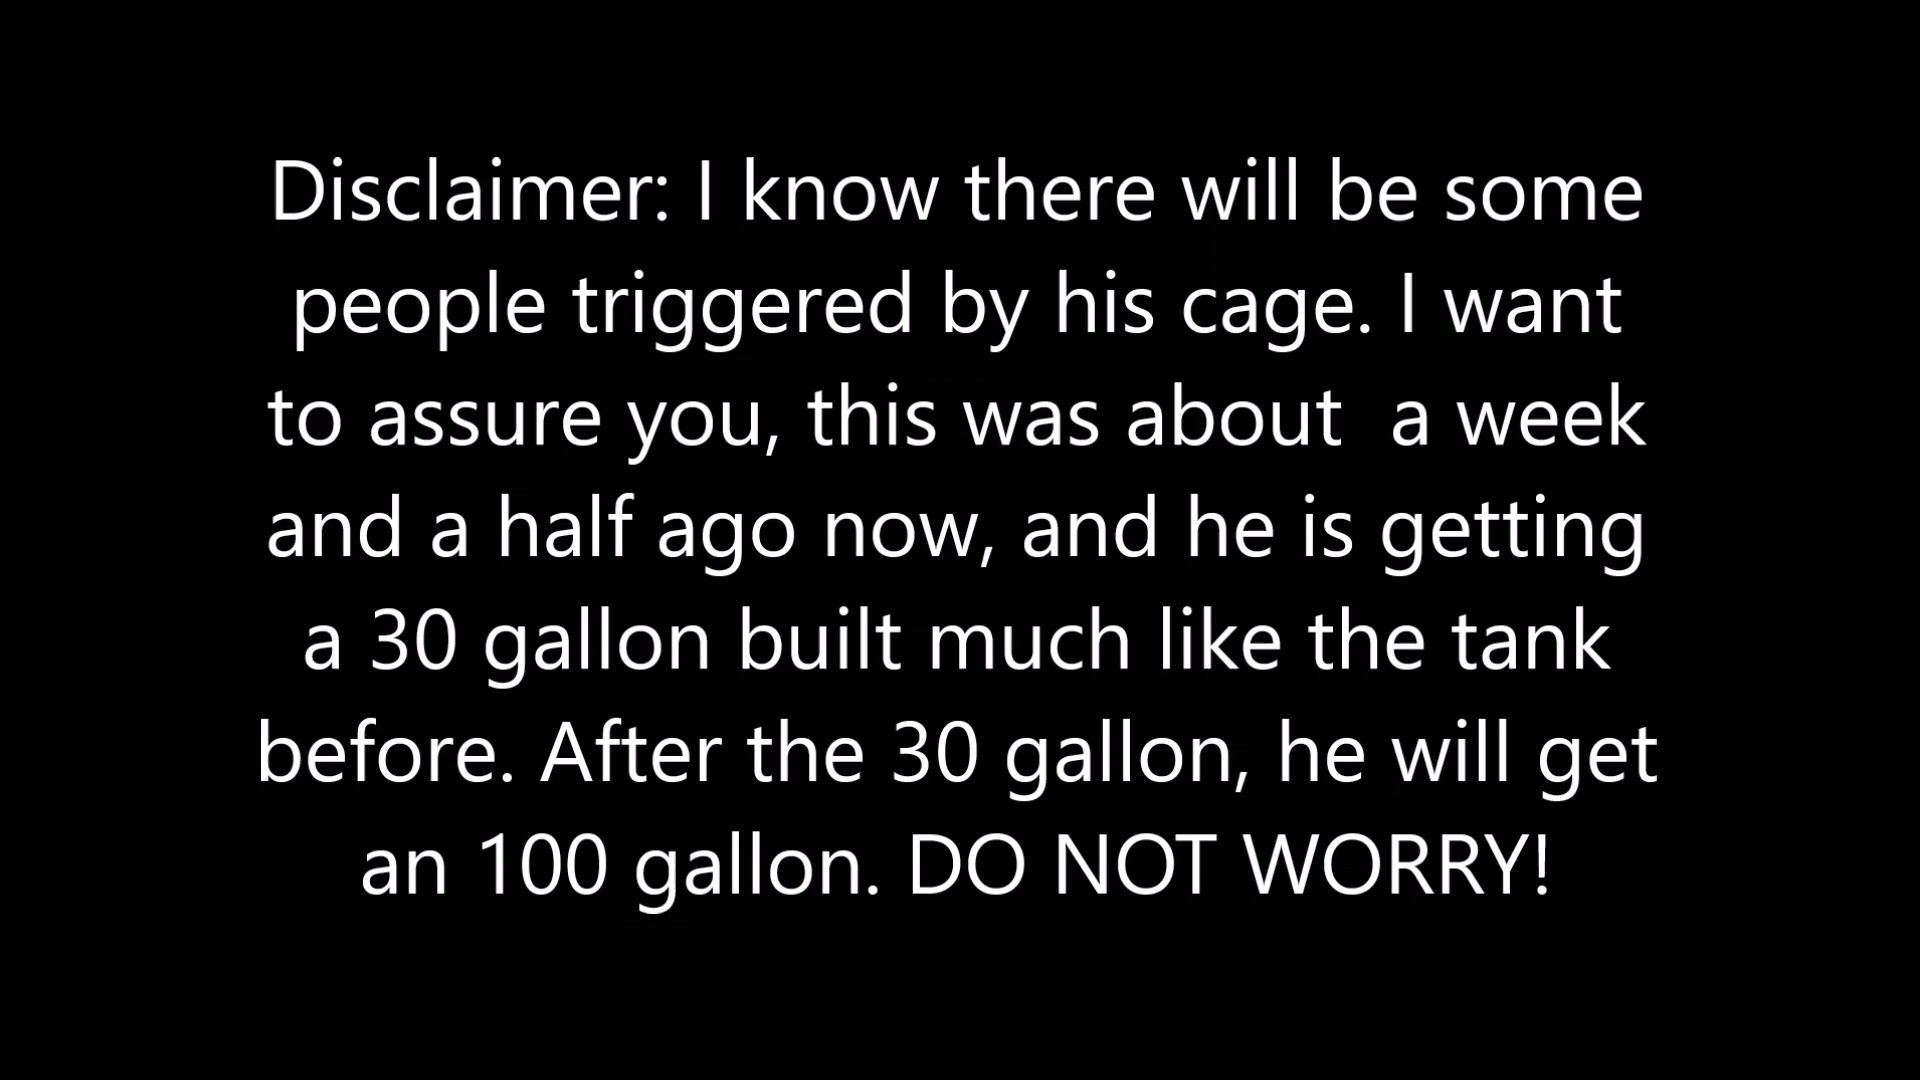 Disclaimer: I know there will be some
people triggered by his cage. I want
to assure you, this was about  a week
and a half ago now, and he is getting
a 30 gallon built much like the tank
before. After the 30 gallon, he will get
an 100 gallon. DO NOT WORRY!